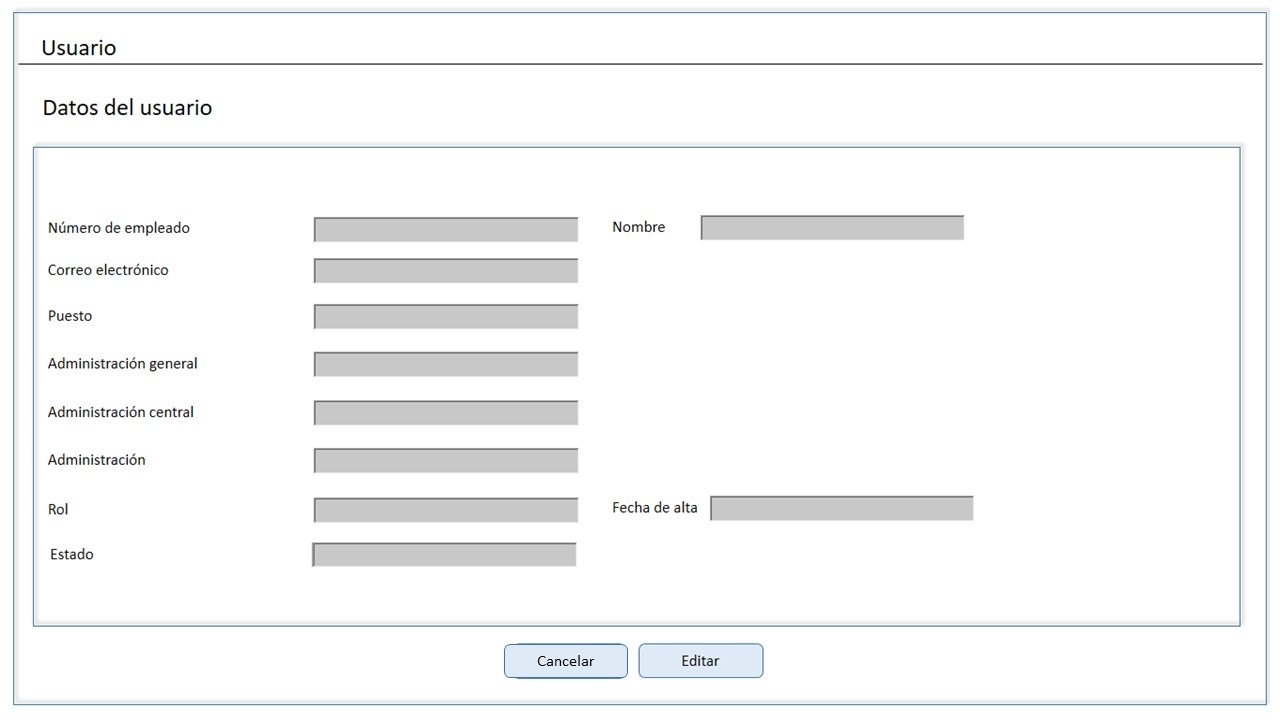 Usuario
Datos del usuario
Número de empleado
Nombre
Correo electrónico
Puesto
Administración general
Administración central
Administración
Rol
Fecha de alta
Estado
Cancelar
Editar